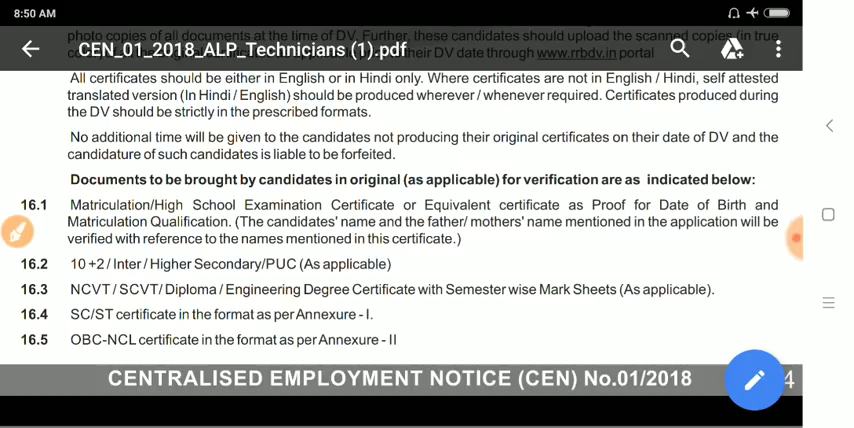 8:50 AM
photo copies of all documents at the time of DV. Further, these candidates should upload the scanned copies (in true
CEN_01_2018_ALP_Technicians (1).pdf
their DV date through www.rrbdv.in portal
All certificates should be either in English or in Hindi only. Where certificates are not in English / Hindi, self attested
translated version (In Hindi / English) should be produced wherever / whenever required. Certificates produced during
the DV should be strictly in the prescribed formats.
No additional time will be given to the candidates not producing their original certificates on their date of DV and the
candidature of such candidates is liable to be forfeited.
Documents to be brought by candidates in original (as applicable) for verification are as indicated below:
16.1 Matriculation/High School Examination Certificate or Equivalent certificate as Proof for Date of Birth and
Matriculation Qualification. (The candidates' name and the father/ mothers' name mentioned in the application will be
verified with reference to the names mentioned in this certificate.)
16.2 10 +2 / Inter / Higher Secondary/PUC (As applicable)
16.3 NCVT / SCVT/ Diploma / Engineering Degree Certificate with Semester wise Mark Sheets (As applicable).
16.4 SC/ST certificate in the format as per Annexure - I.
16.5 OBC-NCL certificate in the format as per Annexure - II
CENTRALISED EMPLOYMENT NOTICE (CEN) No.01/2018 4